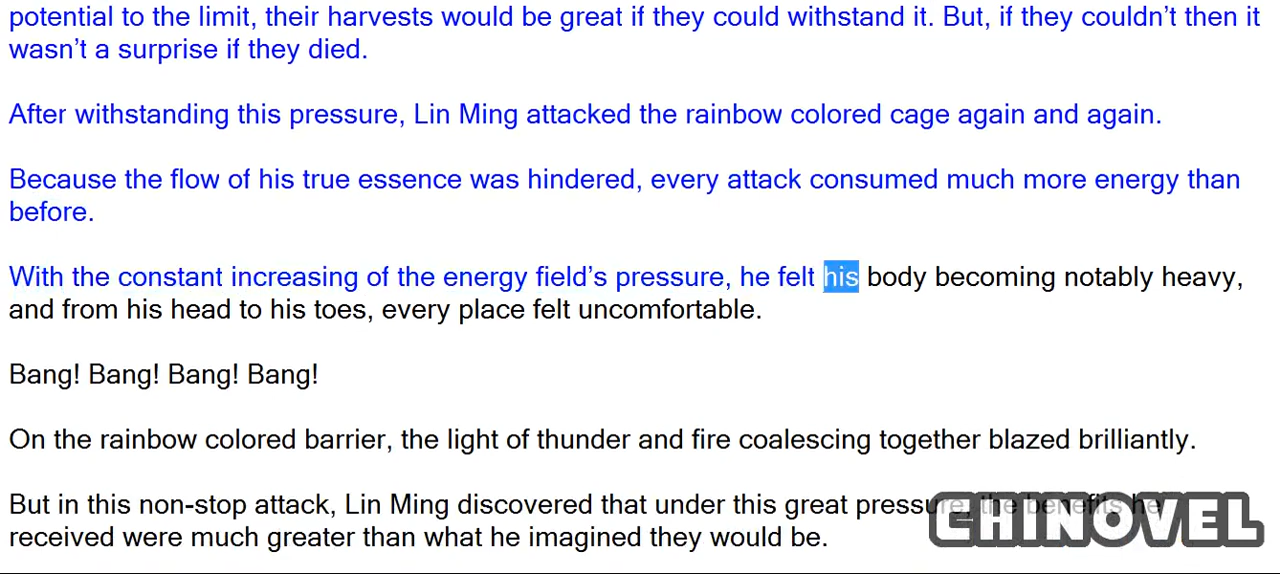 potential to the limit, their harvests would be great if they could withstand it. But, if they couldn’t then it
wasn’t a surprise if they died.
After withstanding this pressure, Lin Ming attacked the rainbow colored cage again and again.
Because the flow of his true essence was hindered, every attack consumed much more energy than
before.
With the constant increasing of the energy field’s pressure, he felt his body becoming notably heavy,
and from his head to his toes, every place felt uncomfortable.
Bang! Bang! Bang! Bang!
On the rainbow colored barrier, the light of thunder and fire coalescing together blazed brilliantly.
But in this non-stop attack, Lin Ming discovered that under this great pressure, the benefits he
received were much greater than what he imagined they would be.
CHINOVEL